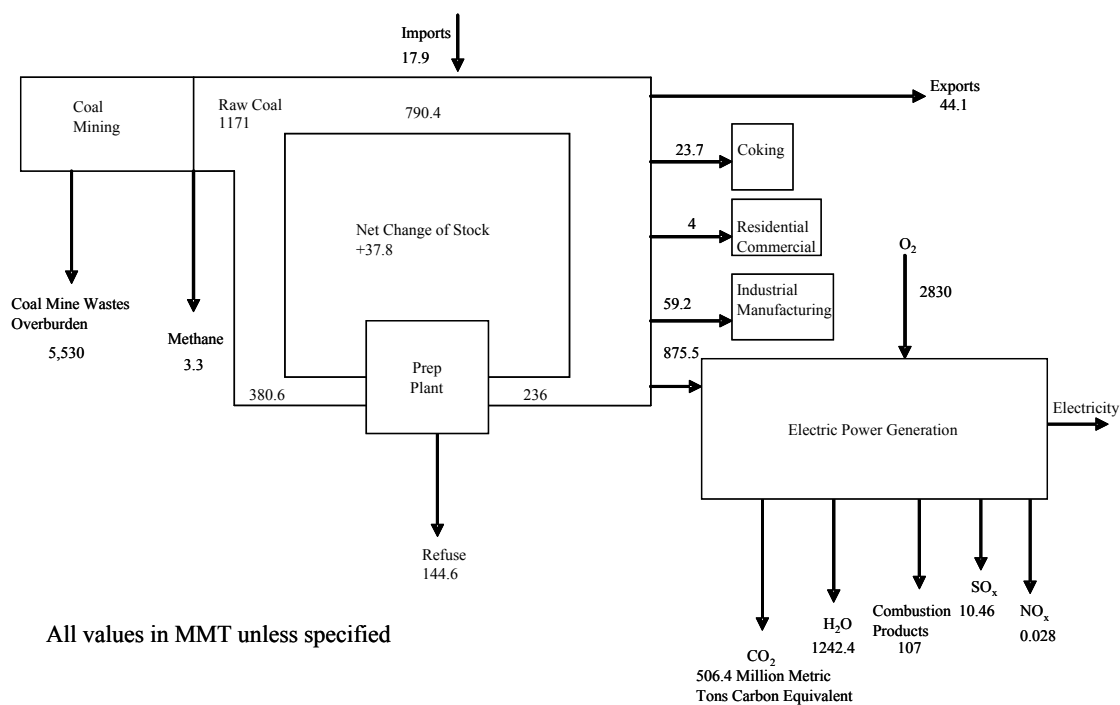 Imports
17.9
Exports
44.1
Coal
Mining
Raw Coal
1171
790.4
23.7
Coking
4
Residential
Commercial
Net Change of Stock
+37.8
O₂
2830
59.2
Industrial
Manufacturing
Coal Mine Wastes
Overburden
5,530
Methane
3.3
875.5
Prep
Plant
380.6
236
Electricity
Electric Power Generation
Refuse
144.6
SOₓ
10.46
NOₓ
0.028
Combustion
Products
107
H₂O
1242.4
All values in MMT unless specified
CO₂
506.4 Million Metric
Tons Carbon Equivalent